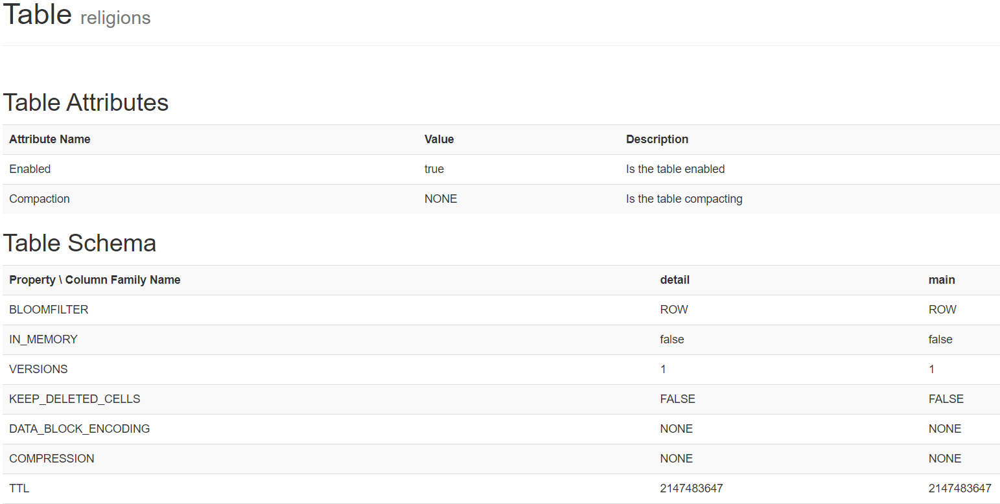 Table religions
Table Attributes
Attribute Name Value Description
Enabled true Is the table enabled
Compaction NONE Is the table compacting
Table Schema
Property \ Column Family Name detail main
BLOOMFILTER ROW ROW
IN_MEMORY false false
VERSIONS 1 1
KEEP_DELETED_CELLS FALSE FALSE
DATA_BLOCK_ENCODING NONE NONE
COMPRESSION NONE NONE
TTL 2147483647 2147483647